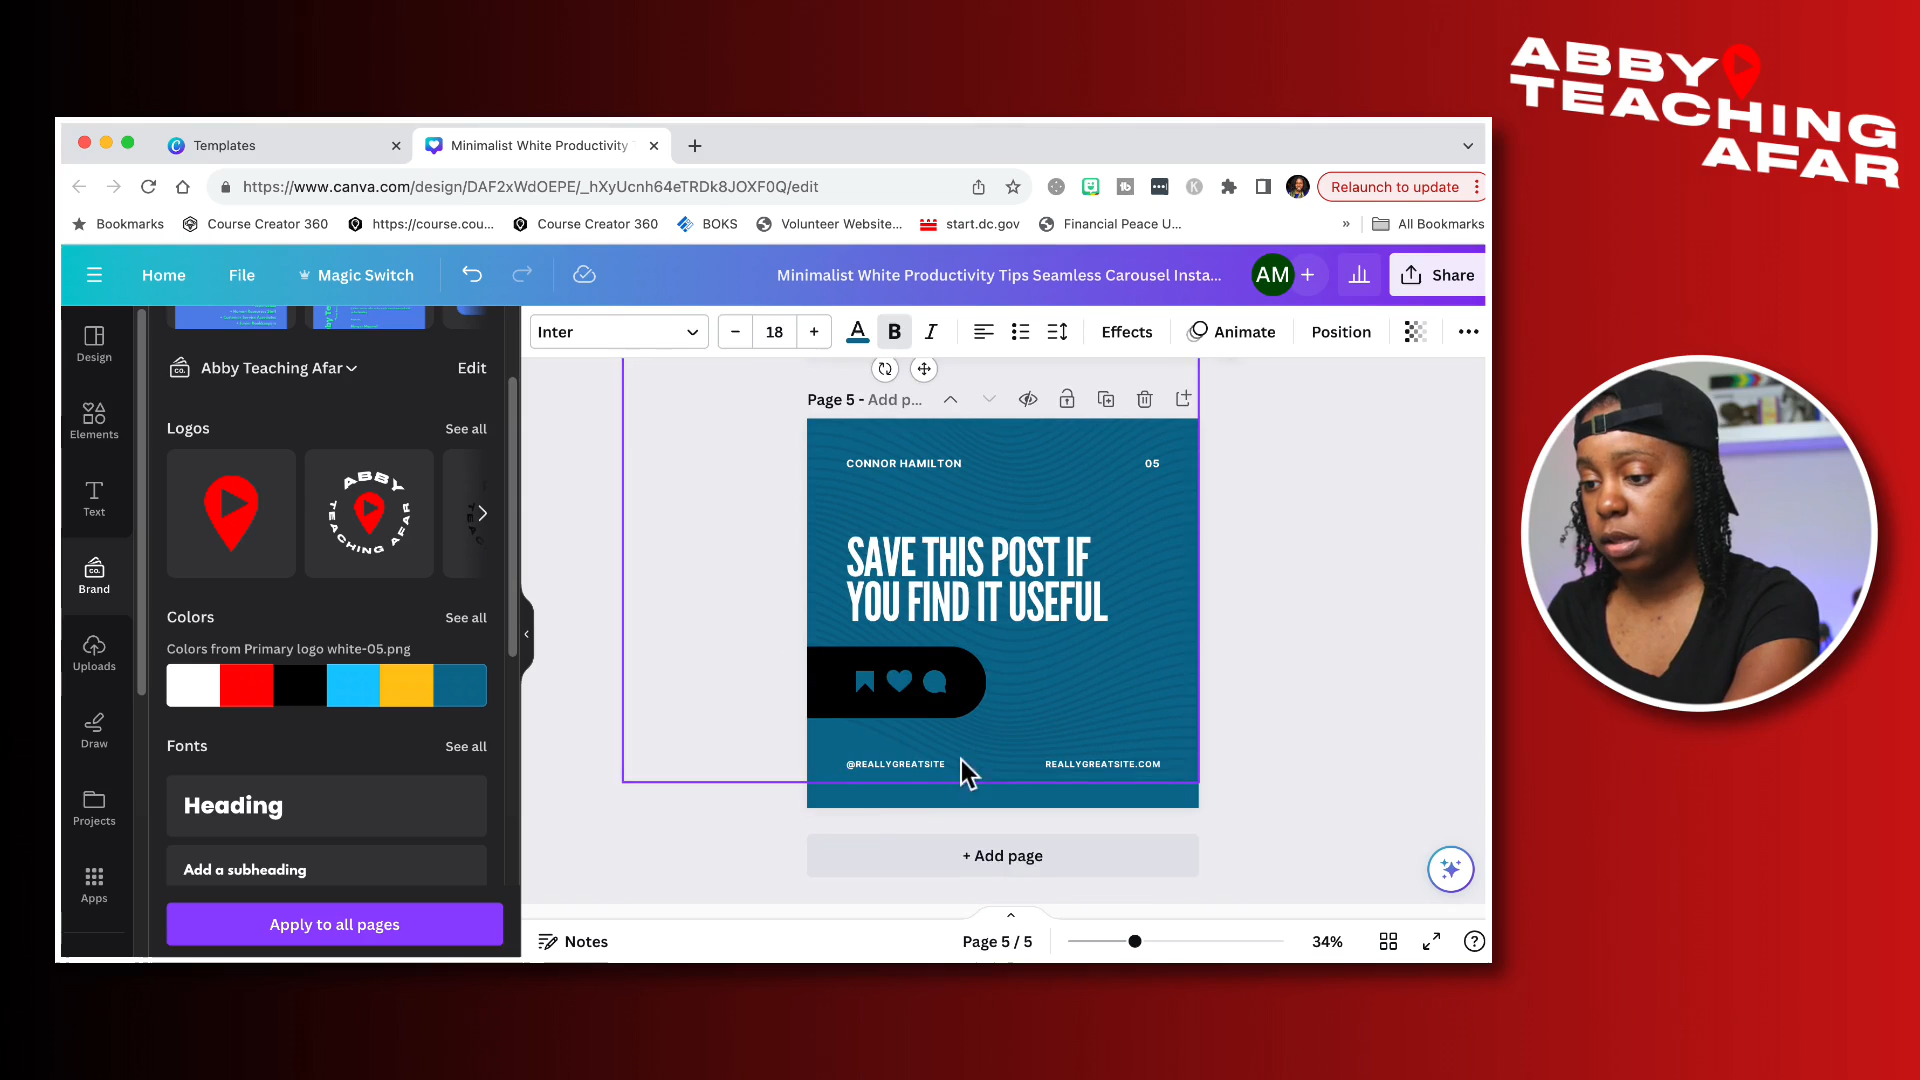 ABBY
TEACHING
AFAR
Templates
Minimalist White Productivity
https://www.canva.com/design/DAF2xWdOEPE/_hXyUcnh64eTRDk8JOXF0Q/edit
Relaunch to update
Bookmarks
Course Creator 360
https://course.cou...
Course Creator 360
BOKS
Volunteer Website...
start.dc.gov
Financial Peace U...
»
All Bookmarks
Home
File
Magic Switch
Minimalist White Productivity Tips Seamless Carousel Insta...
AM
Share
Inter
18
A
B
I
Effects
Animate
Position
Design
Elements
Text
Brand
Uploads
Draw
Projects
Apps
Abby Teaching Afar
Edit
Logos
See all
ABBY
TEACHING AFAR
Colors
See all
Colors from Primary logo white-05.png
Fonts
See all
Heading
Add a subheading
Apply to all pages
Page 5 - Add p...
CONNOR HAMILTON
05
SAVE THIS POST IF
YOU FIND IT USEFUL
@REALLYGREATSITE
REALLYGREATSITE.COM
+ Add page
Notes
Page 5 / 5
34%